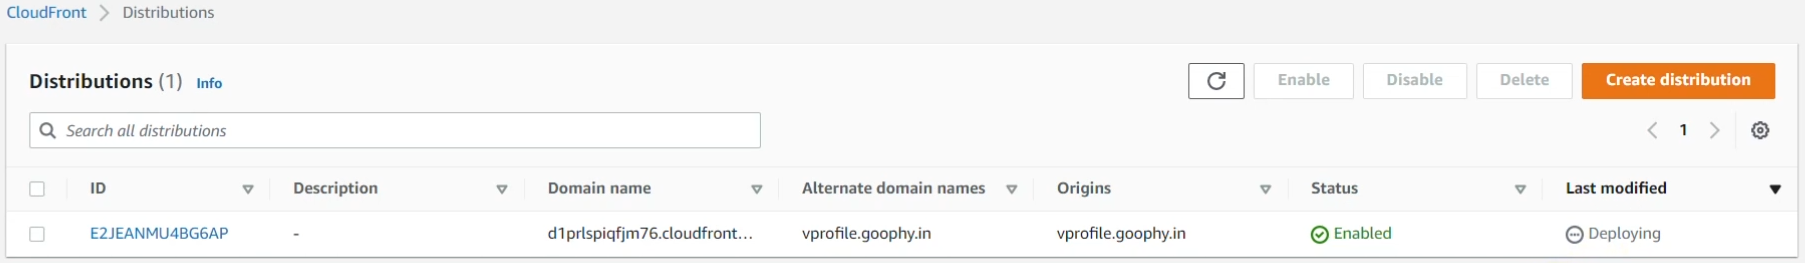 CloudFront > Distributions
Distributions (1) Info
Enable Disable Delete Create distribution
Search all distributions
1
ID Description Domain name Alternate domain names Origins Status Last modified
E2JEANMU4BG6AP - d1prlspiqfjm76.cloudfront... vprofile.goophy.in vprofile.goophy.in Enabled Deploying